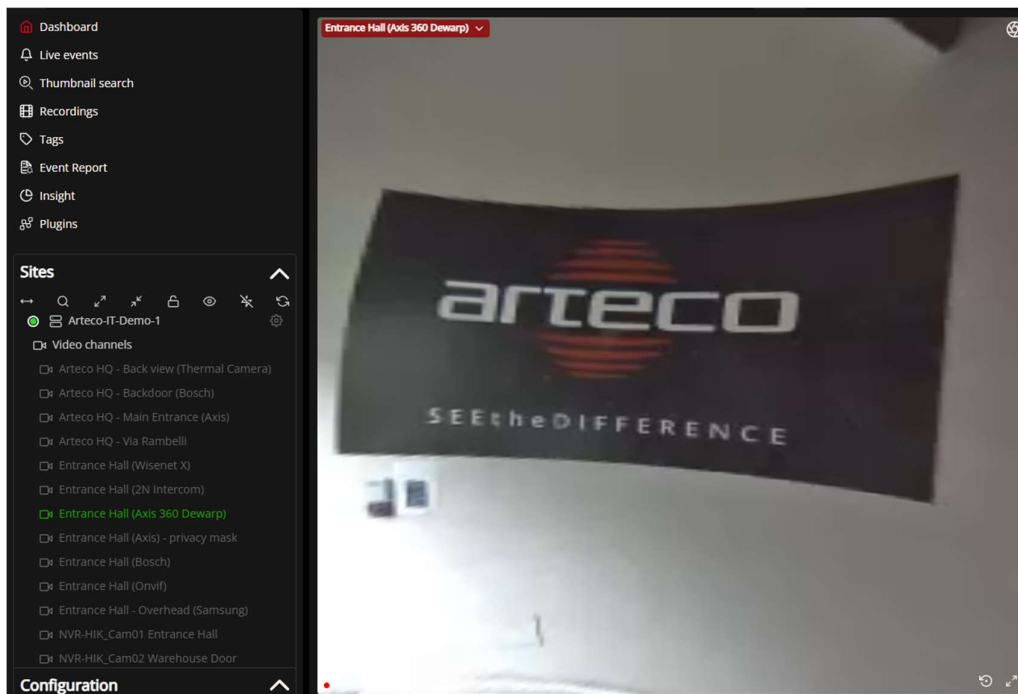 Dashboard
Live events
Thumbnail search
Recordings
Tags
Event Report
Insight
Plugins
Sites
Arteco-IT-Demo-1
Video channels
Arteco HQ - Back view (Thermal Camera)
Arteco HQ - Backdoor (Bosch)
Arteco HQ - Main Entrance (Axis)
Arteco HQ - Via Rambelli
Entrance Hall (Wisenet X)
Entrance Hall (2N Intercom)
Entrance Hall (Axis 360 Dewarp)
Entrance Hall (Axis) - privacy mask
Entrance Hall (Bosch)
Entrance Hall (Onvif)
Entrance Hall - Overhead (Samsung)
NVR-HIK_Cam01 Entrance Hall
NVR-HIK_Cam02 Warehouse Door
Configuration
Entrance Hall (Axis 360 Dewarp)
arteco
SEEtheDIFFERENCE